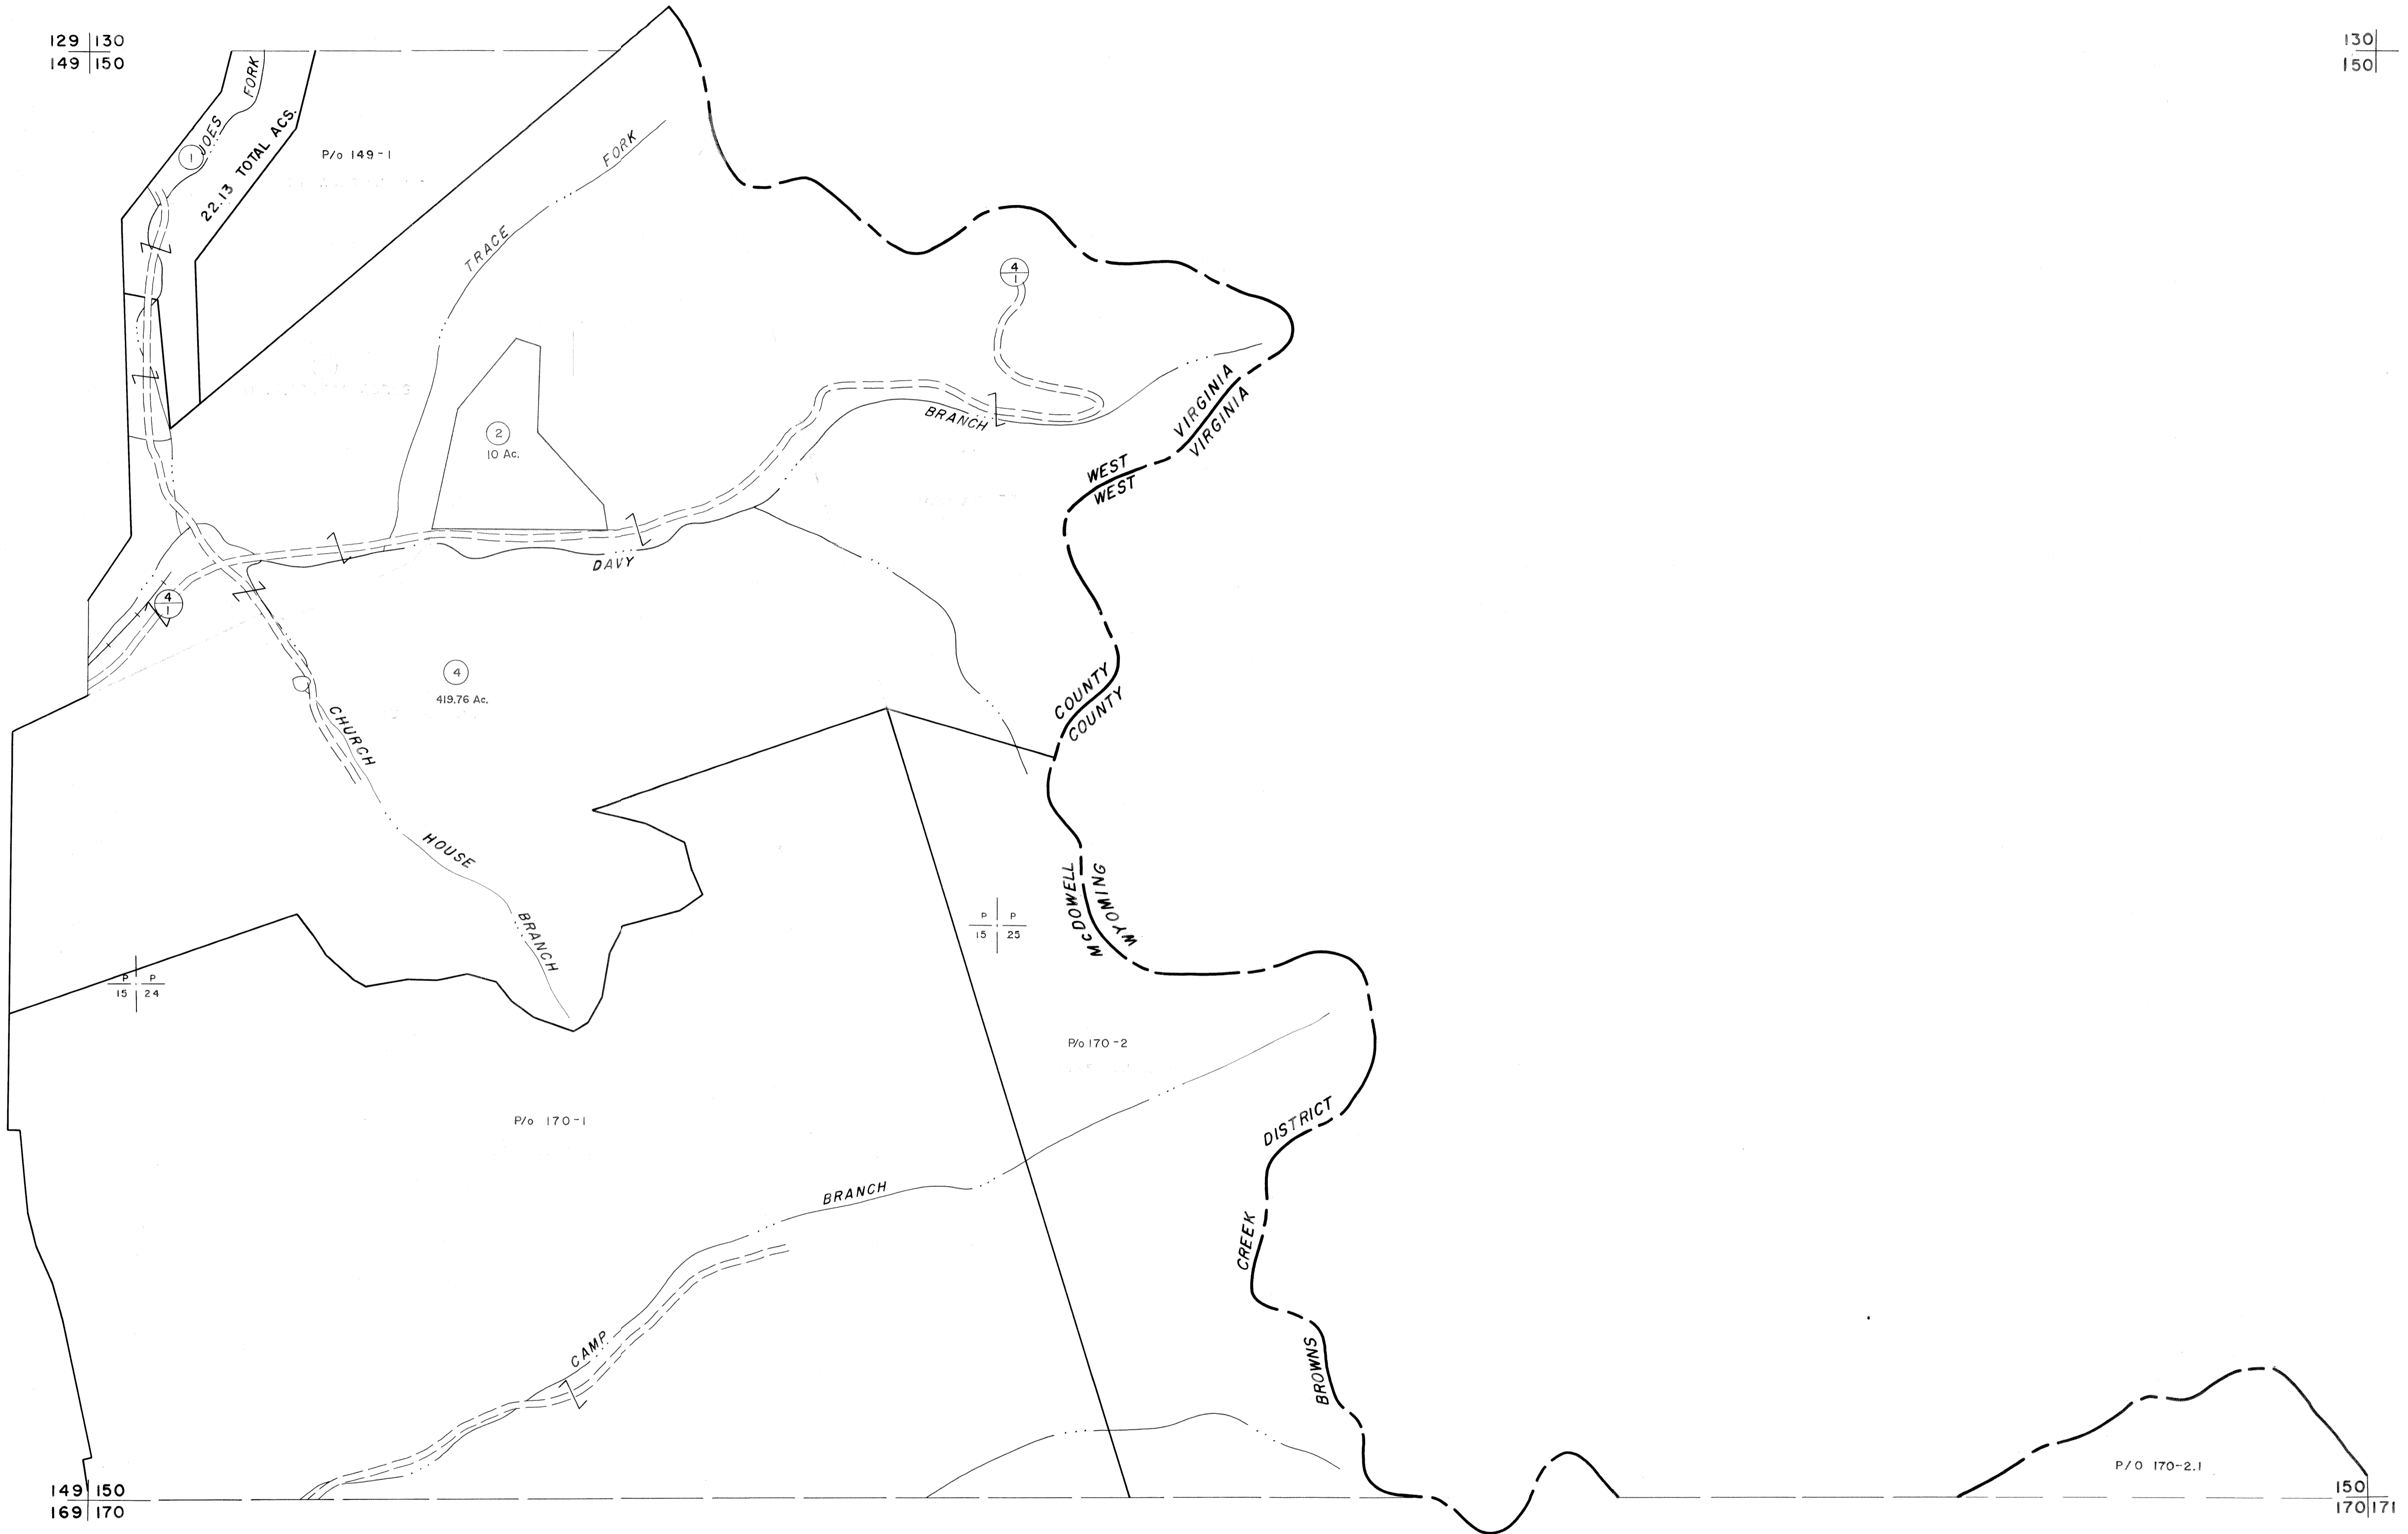 129 130
149 150
130
150
JOES FORK
1
22.13 TOTAL ACS.
P/o 149-1
TRACE FORK
4
1
WEST VIRGINIA
WEST VIRGINIA
2
10 Ac.
DAVY BRANCH
4
1
4
419.76 Ac.
COUNTY
COUNTY
CHURCH HOUSE BRANCH
McDOWELL
WYOMING
P P
15 25
P P
15 24
P/o 170-2
P/o 170-1
BROWNS CREEK DISTRICT
CAMP BRANCH
P/O 170-2.1
149 150
169 170
150
170 171